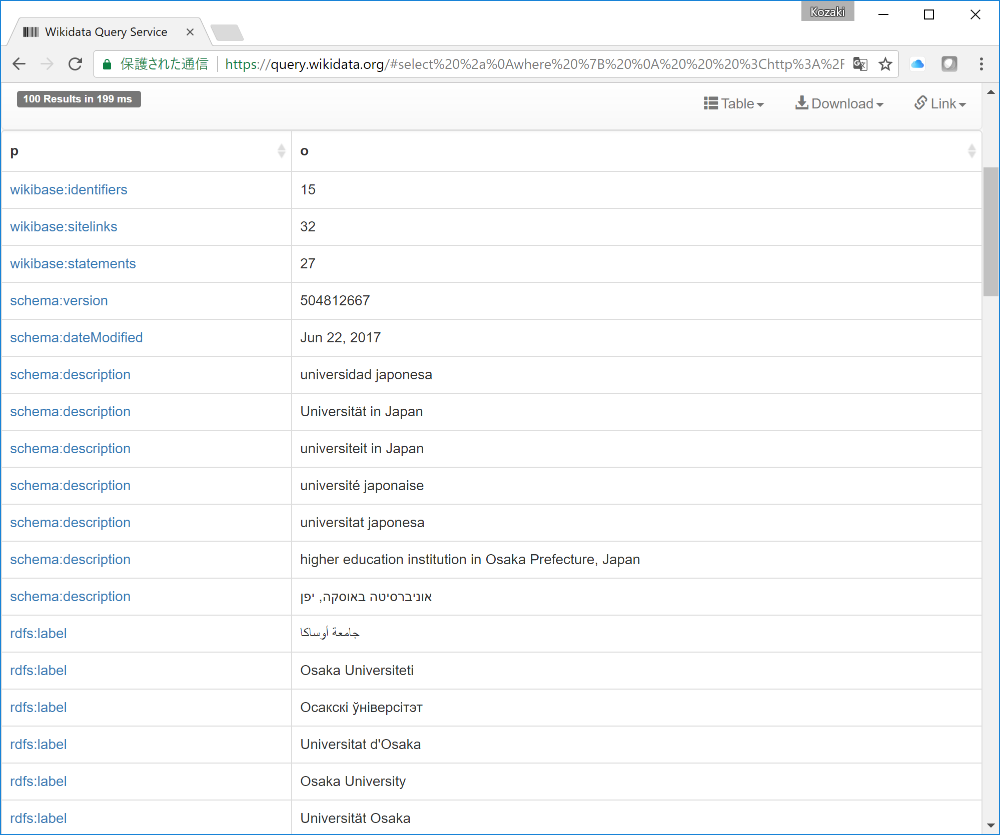 Kozaki
Wikidata Query Service
保護された通信 https://query.wikidata.org/#select%20%2a%0Awhere%20%7B%20%0A%20%20%20%3Chttp%3A%2F
100 Results in 199 ms
Table Download Link
p o
wikibase:identifiers 15
wikibase:sitelinks 32
wikibase:statements 27
schema:version 504812667
schema:dateModified Jun 22, 2017
schema:description universidad japonesa
schema:description Universität in Japan
schema:description universiteit in Japan
schema:description université japonaise
schema:description universitat japonesa
schema:description higher education institution in Osaka Prefecture, Japan
schema:description אוניברסיטה באוסקה, יפן
rdfs:label جامعة أوساكا
rdfs:label Osaka Universiteti
rdfs:label Осакскі ўніверсітэт
rdfs:label Universitat d'Osaka
rdfs:label Osaka University
rdfs:label Universität Osaka